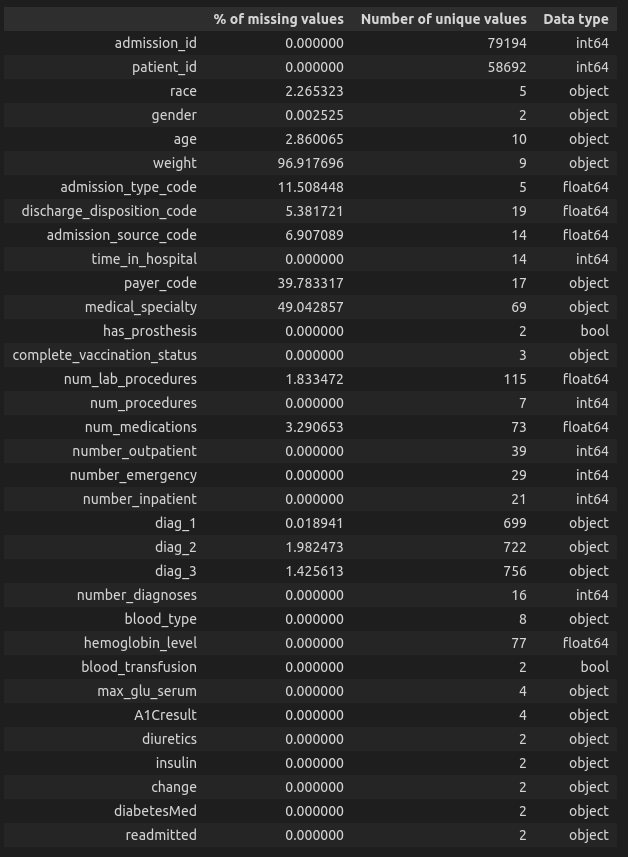 % of missing values Number of unique values Data type
admission_id 0.000000 79194 int64
patient_id 0.000000 58692 int64
race 2.265323 5 object
gender 0.002525 2 object
age 2.860065 10 object
weight 96.917696 9 object
admission_type_code 11.508448 5 float64
discharge_disposition_code 5.381721 19 float64
admission_source_code 6.907089 14 float64
time_in_hospital 0.000000 14 int64
payer_code 39.783317 17 object
medical_specialty 49.042857 69 object
has_prosthesis 0.000000 2 bool
complete_vaccination_status 0.000000 3 object
num_lab_procedures 1.833472 115 float64
num_procedures 0.000000 7 int64
num_medications 3.290653 73 float64
number_outpatient 0.000000 39 int64
number_emergency 0.000000 29 int64
number_inpatient 0.000000 21 int64
diag_1 0.018941 699 object
diag_2 1.982473 722 object
diag_3 1.425613 756 object
number_diagnoses 0.000000 16 int64
blood_type 0.000000 8 object
hemoglobin_level 0.000000 77 float64
blood_transfusion 0.000000 2 bool
max_glu_serum 0.000000 4 object
A1Cresult 0.000000 4 object
diuretics 0.000000 2 object
insulin 0.000000 2 object
change 0.000000 2 object
diabetesMed 0.000000 2 object
readmitted 0.000000 2 object